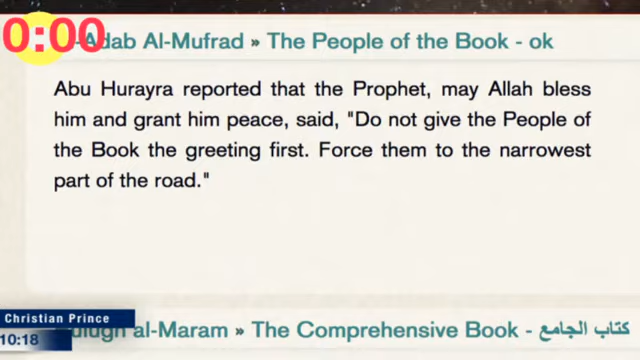 0:00
-Adab Al-Mufrad » The People of the Book - ok
Abu Hurayra reported that the Prophet, may Allah bless
him and grant him peace, said, "Do not give the People of
the Book the greeting first. Force them to the narrowest
part of the road."
Christian Prince
10:18
al-Maram » The Comprehensive Book - كتاب الجامع